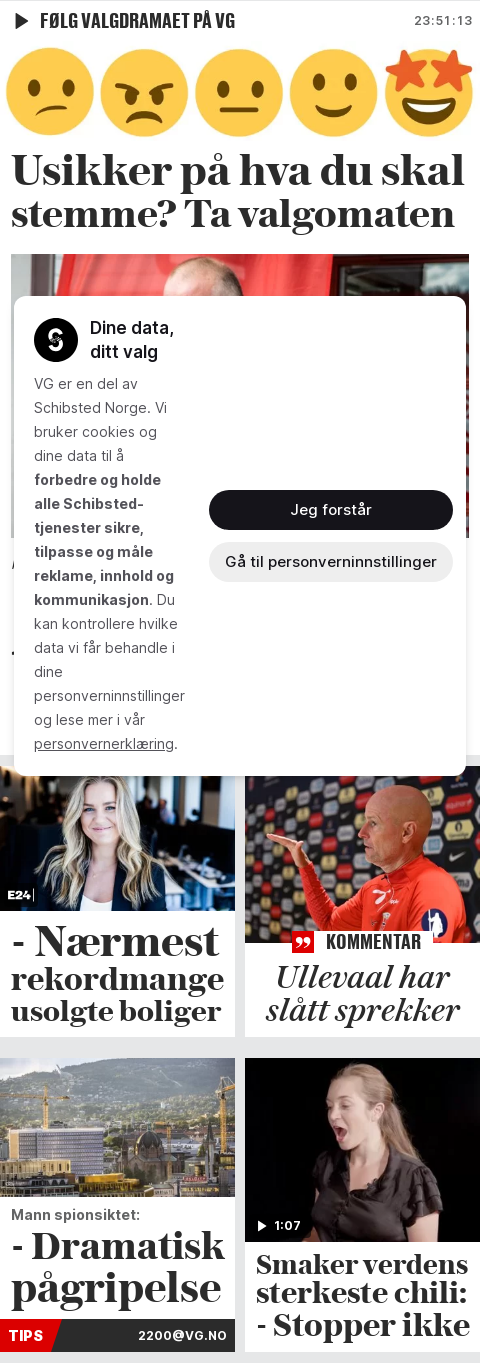 FØLG VALGDRAMAET PÅ VG
23:51:13
Usikker på hva du skal
stemme? Ta valgomaten
Dine data,
ditt valg
VG er en del av
Schibsted Norge. Vi
bruker cookies og
dine data til å
forbedre og holde
alle Schibsted-
tjenester sikre,
tilpasse og måle
reklame, innhold og
kommunikasjon. Du
kan kontrollere hvilke
data vi får behandle i
dine
personverninnstillinger
og lese mer i vår
personvernerklæring.
Jeg forstår
Gå til personverninnstillinger
E24
- Nærmest
rekordmange
usolgte boliger
KOMMENTAR
Ullevaal har
slått sprekker
Mann spionsiktet:
- Dramatisk
pågripelse
TIPS
2200@VG.NO
1:07
Smaker verdens
sterkeste chili:
- Stopper ikke